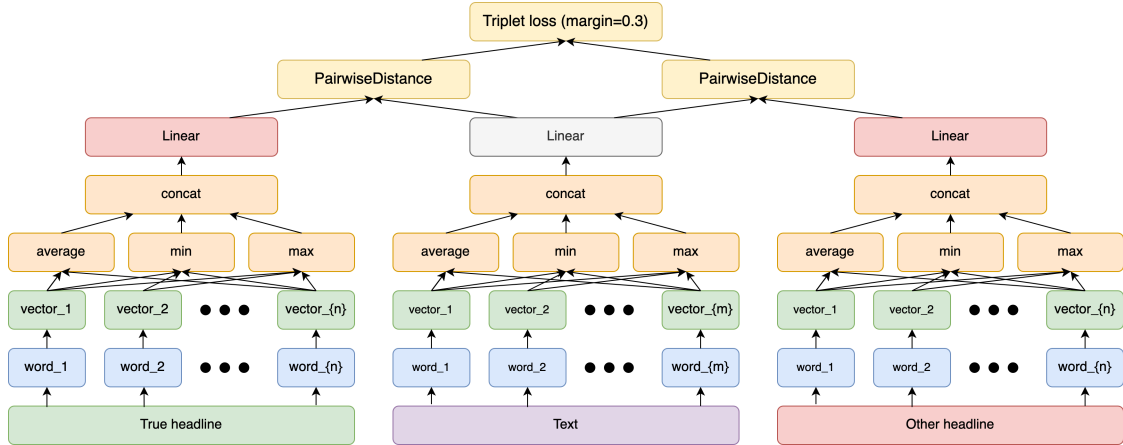 Triplet loss (margin=0.3)
PairwiseDistance PairwiseDistance
Linear Linear Linear
concat concat concat
average min max average min max average min max
vector_1 vector_2 vector_{n} vector_1 vector_2 vector_{m} vector_1 vector_2 vector_{n}
word_1 word_2 word_{n} word_1 word_2 word_{m} word_1 word_2 word_{n}
True headline Text Other headline